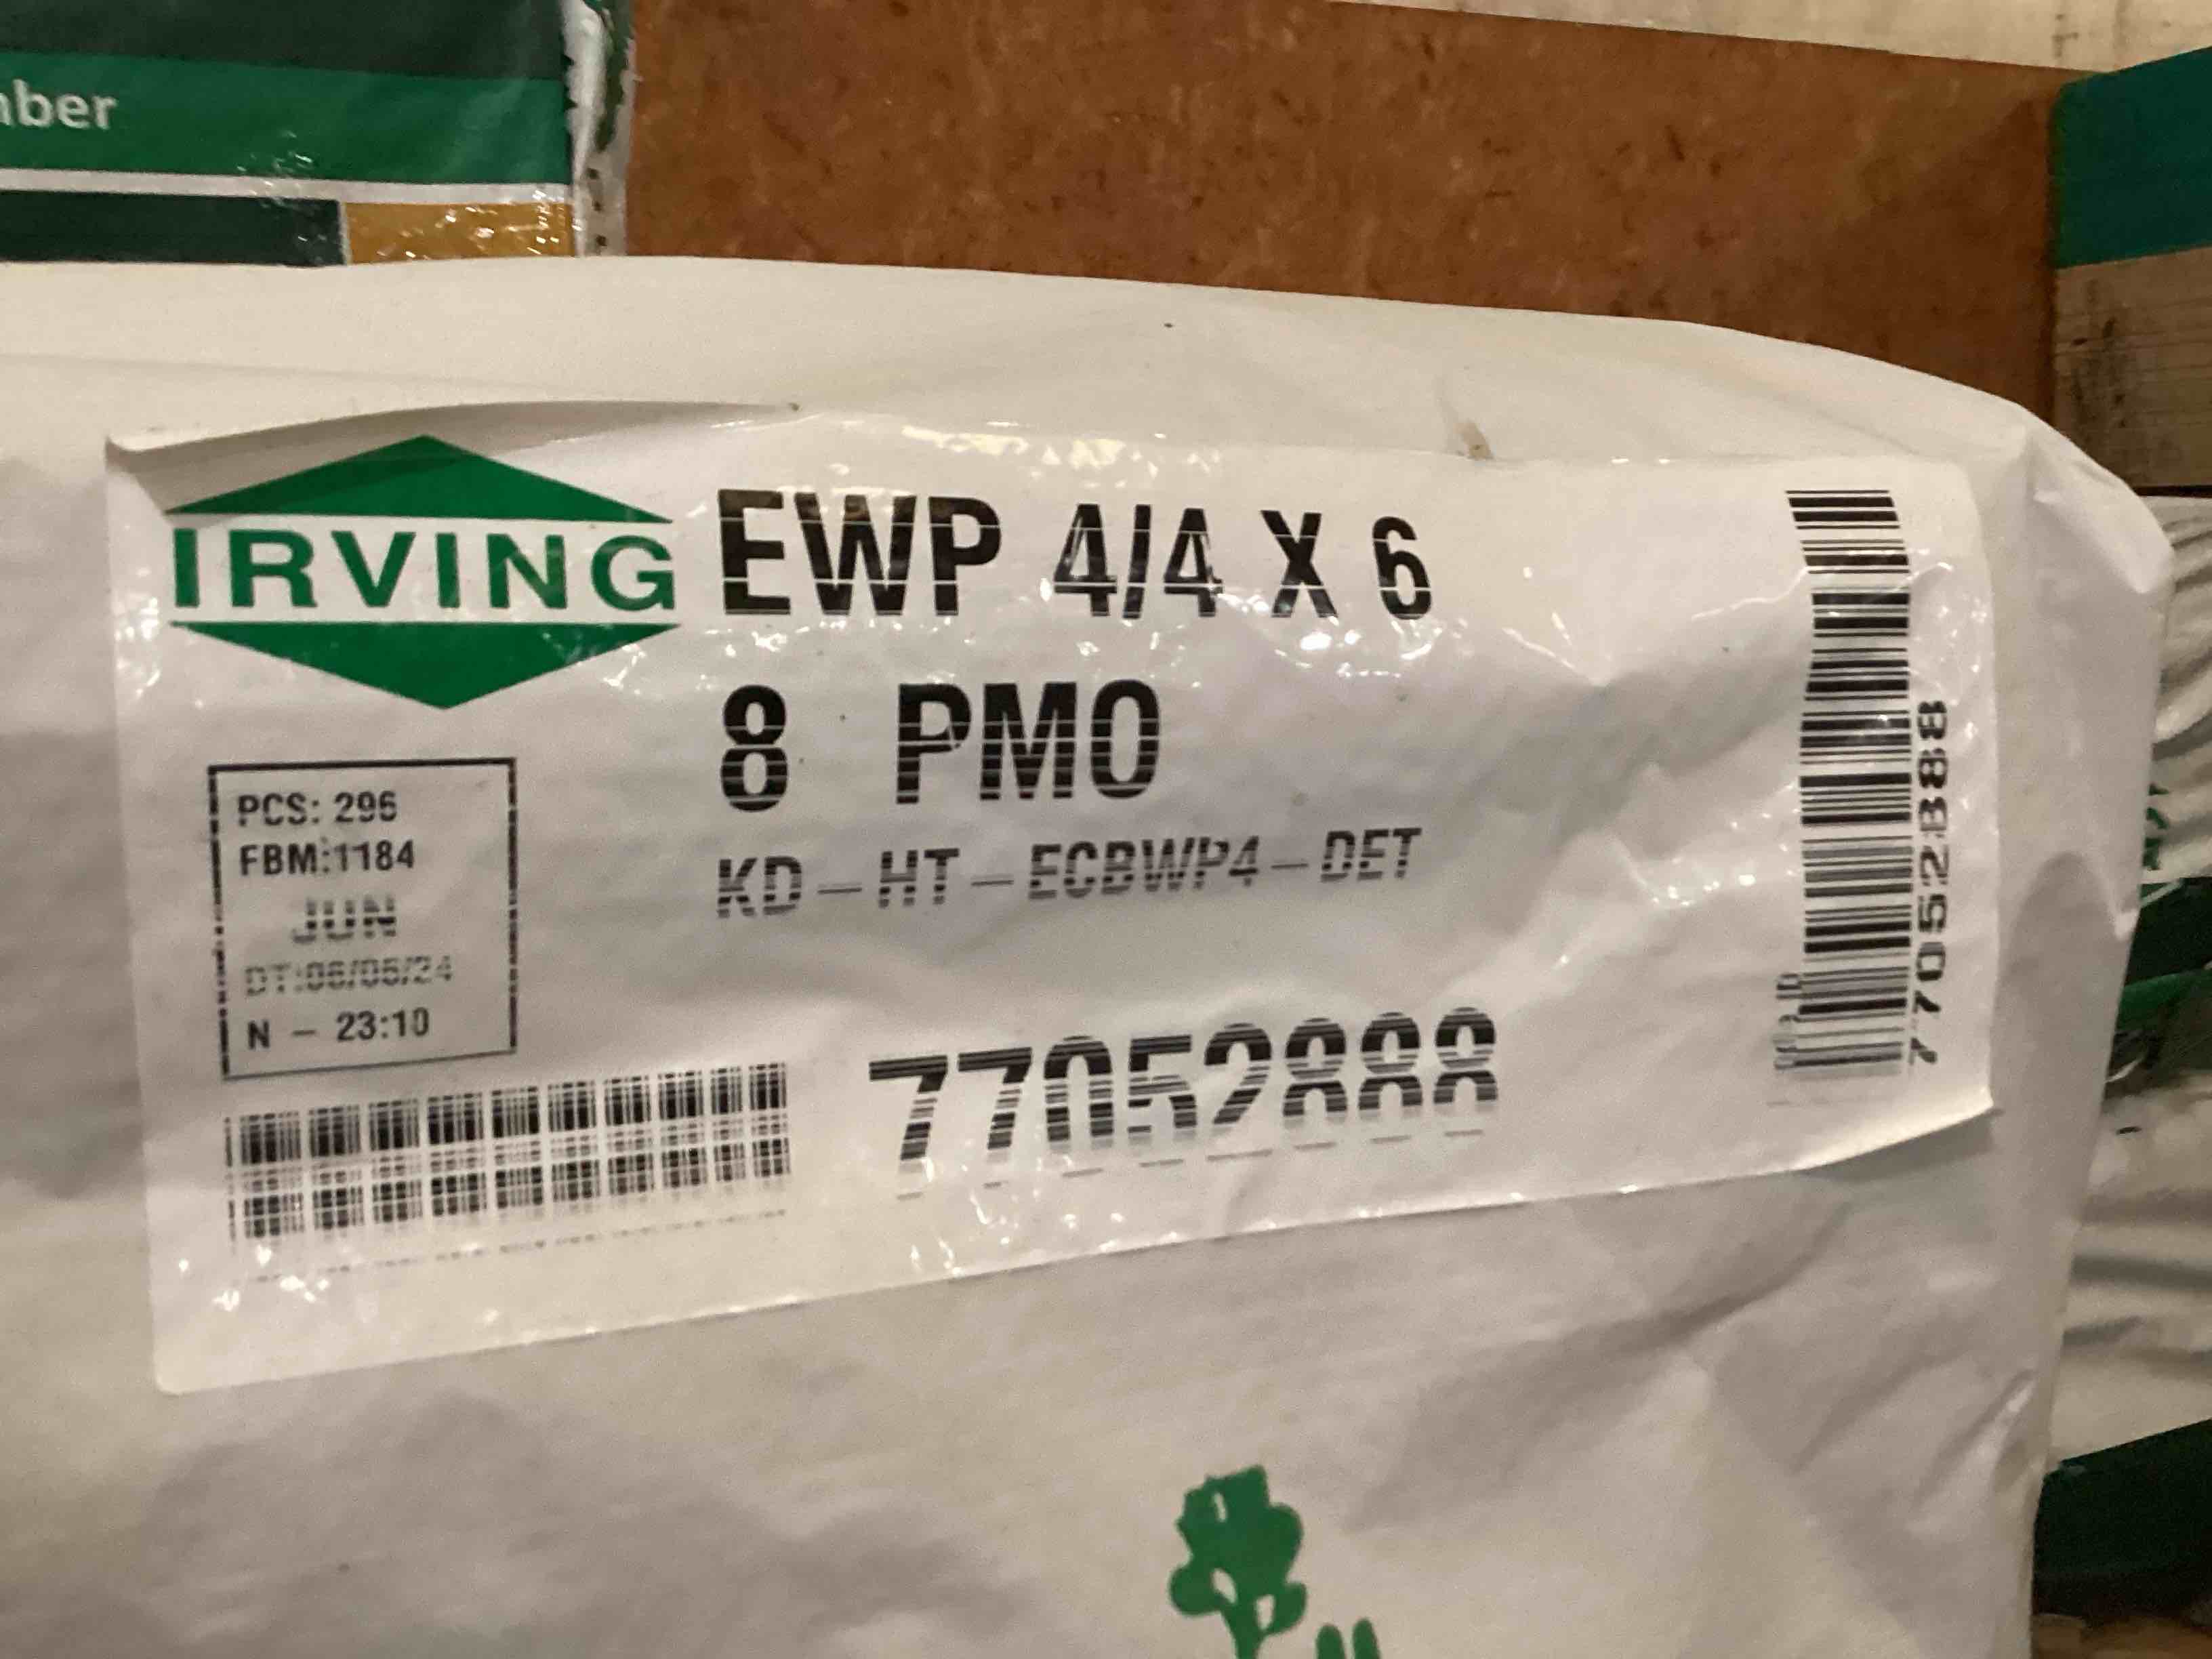 IRVING
EWP 4/4 X 6
8 PMO
KD - HT - ECBWP4 - DET
PCS: 296
FBM:1184
JUN
DT:06/05/24
N - 23:10
77052888
77052888